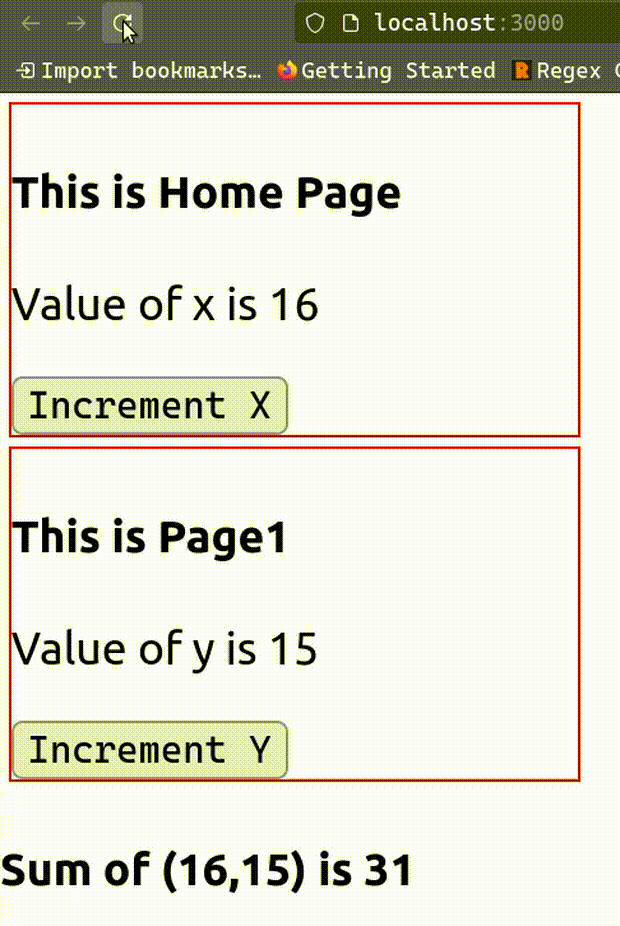 localhost:3000
Import bookmarks… Getting Started Regex
This is Home Page
Value of x is 16
Increment X
This is Page1
Value of y is 15
Increment Y
Sum of (16,15) is 31